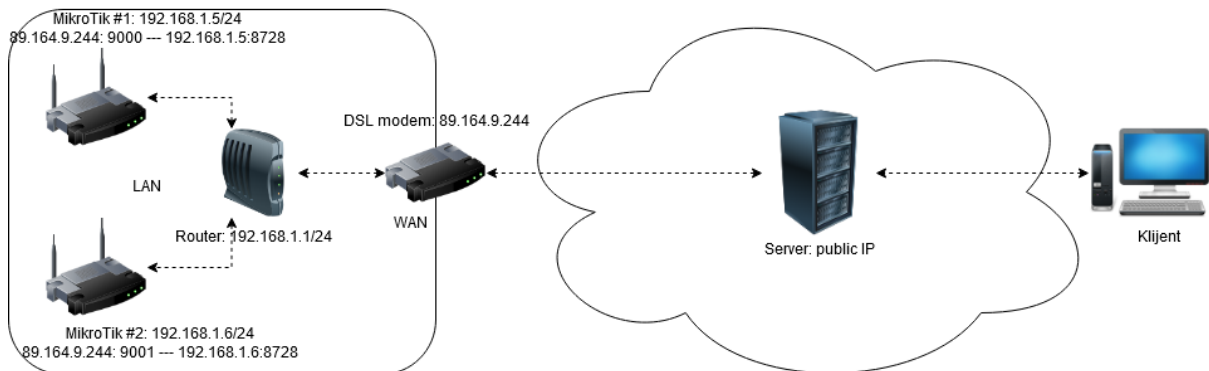 MikroTik #1: 192.168.1.5/24
89.164.9.244: 9000 --- 192.168.1.5:8728
DSL modem: 89.164.9.244
LAN
WAN
Router: 192.168.1.1/24
Server: public IP
Klijent
MikroTik #2: 192.168.1.6/24
89.164.9.244: 9001 --- 192.168.1.6:8728